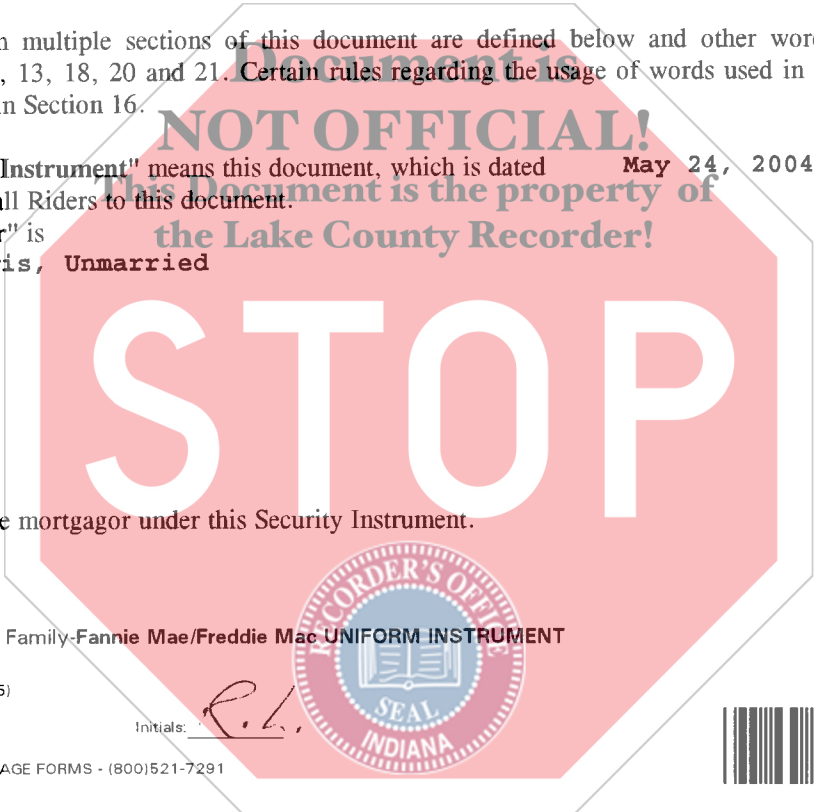 n multiple sections of this document are defined below and other wor
, 13, 18, 20 and 21. Certain rules regarding the usage of words used in
in Section 16.
Document is
NOT OFFICIAL!
This Document is the property of
the Lake County Recorder!
Instrument" means this document, which is dated May 24, 2004
all Riders to this document.
r" is
is, Unmarried
STOP
e mortgagor under this Security Instrument.
Family-Fannie Mae/Freddie Mac UNIFORM INSTRUMENT
5)
Initials: R.L.
AGE FORMS - (800)521-7291
RECORDER'S OFFICE
SEAL
INDIANA